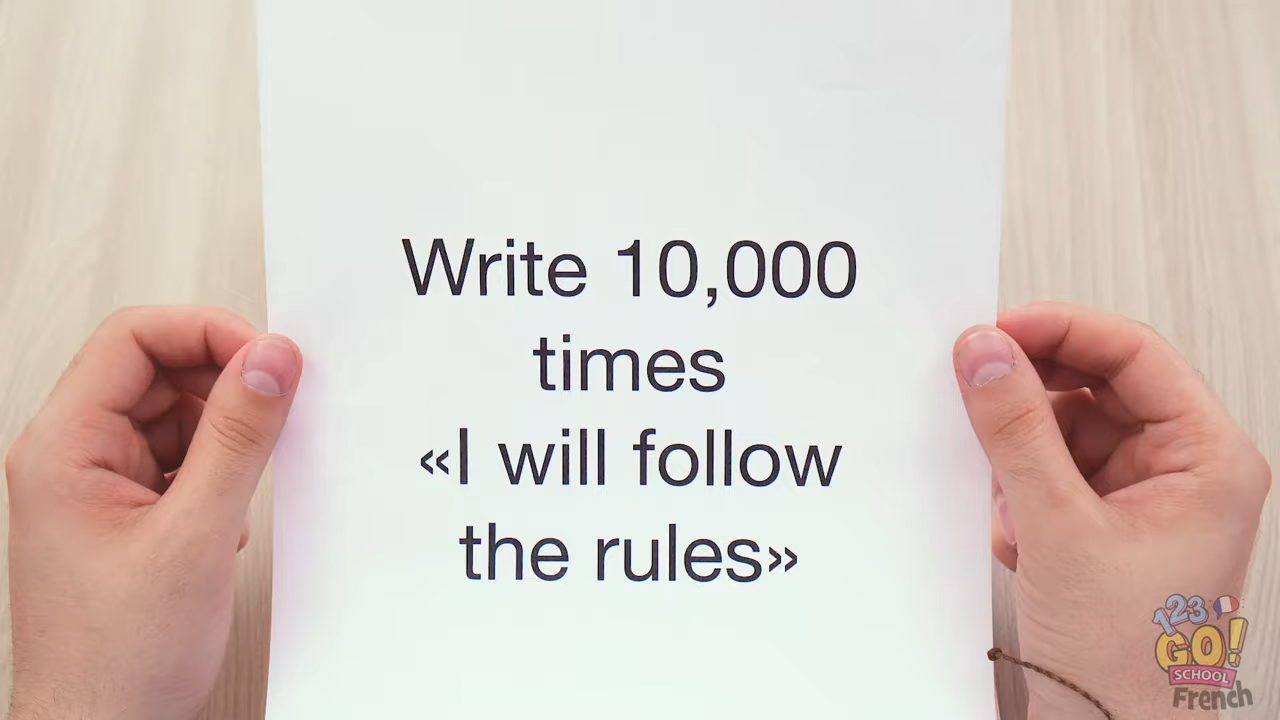 Write 10,000
times
«I will follow
the rules»
123
GO!
SCHOOL
French